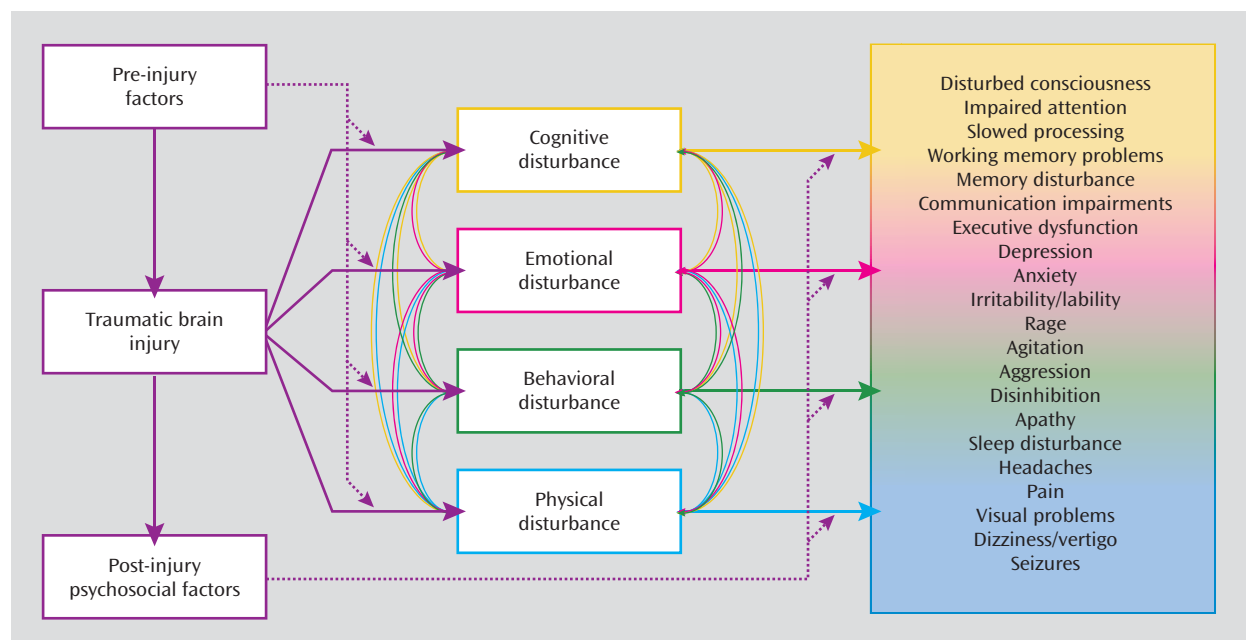 Pre-injury
factors
Traumatic brain
injury
Post-injury
psychosocial factors
Cognitive
disturbance
Emotional
disturbance
Behavioral
disturbance
Physical
disturbance
Disturbed consciousness
Impaired attention
Slowed processing
Working memory problems
Memory disturbance
Communication impairments
Executive dysfunction
Depression
Anxiety
Irritability/lability
Rage
Agitation
Aggression
Disinhibition
Apathy
Sleep disturbance
Headaches
Pain
Visual problems
Dizziness/vertigo
Seizures